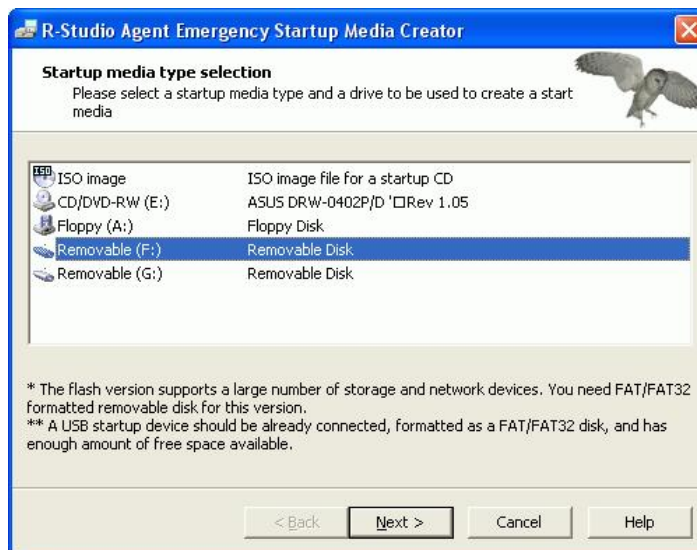 R-Studio Agent Emergency Startup Media Creator
Startup media type selection
Please select a startup media type and a drive to be used to create a start
media
ISO image ISO image file for a startup CD
CD/DVD-RW (E:) ASUS DRW-0402P/D '□Rev 1.05
Floppy (A:) Floppy Disk
Removable (F:) Removable Disk
Removable (G:) Removable Disk
* The flash version supports a large number of storage and network devices. You need FAT/FAT32
formatted removable disk for this version.
** A USB startup device should be already connected, formatted as a FAT/FAT32 disk, and has
enough amount of free space available.
< Back Next > Cancel Help